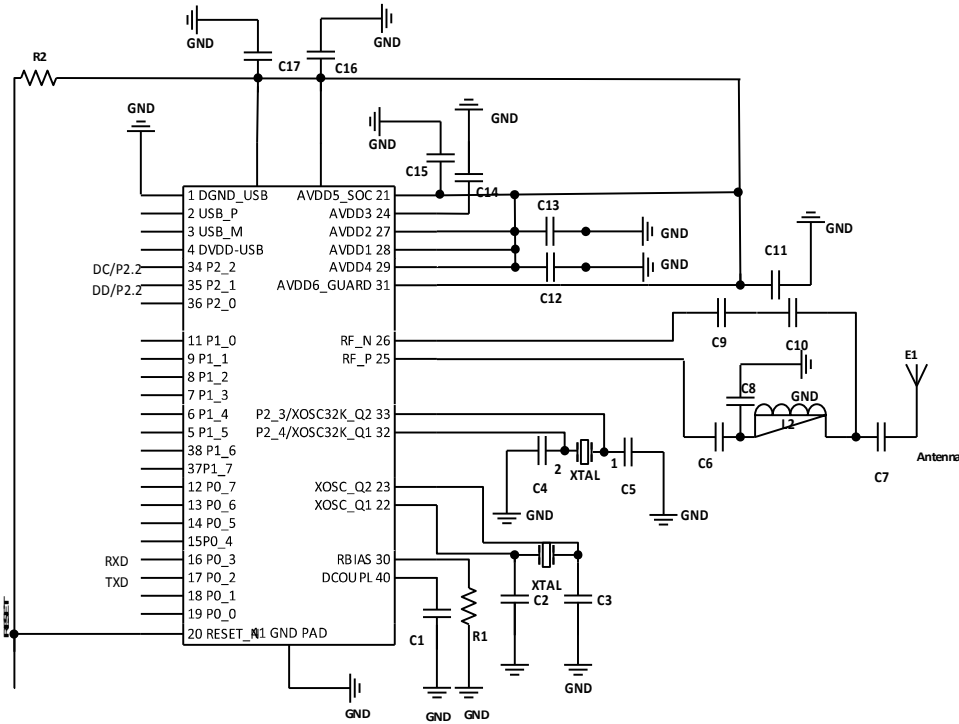 GND
GND
C17
C16
R2
GND
GND
GND
C15
C14
1 DGND_USB
2 USB_P
3 USB_M
4 DVDD-USB
34 P2_2
35 P2_1
36 P2_0
DC/P2.2
DD/P2.2
11 P1_0
9 P1_1
8 P1_2
7 P1_3
6 P1_4
5 P1_5
38 P1_6
37P1_7
12 P0_7
13 P0_6
14 P0_5
15P0_4
16 P0_3
17 P0_2
18 P0_1
19 P0_0
20 RESET_N
41 GND PAD
RXD
TXD
RESET
AVDD5_SOC 21
AVDD3 24
AVDD2 27
AVDD1 28
AVDD4 29
AVDD6_GUARD 31
RF_N 26
RF_P 25
P2_3/XOSC32K_Q2 33
P2_4/XOSC32K_Q1 32
XOSC_Q2 23
XOSC_Q1 22
RBIAS 30
DCOUPL 40
C13
GND
C12
GND
C11
GND
C9
C10
C8
GND
L2
C6
C7
E1
Antenna
C4
2
XTAL
1
C5
GND
GND
XTAL
C2
C3
GND
C1
R1
GND
GND
GND